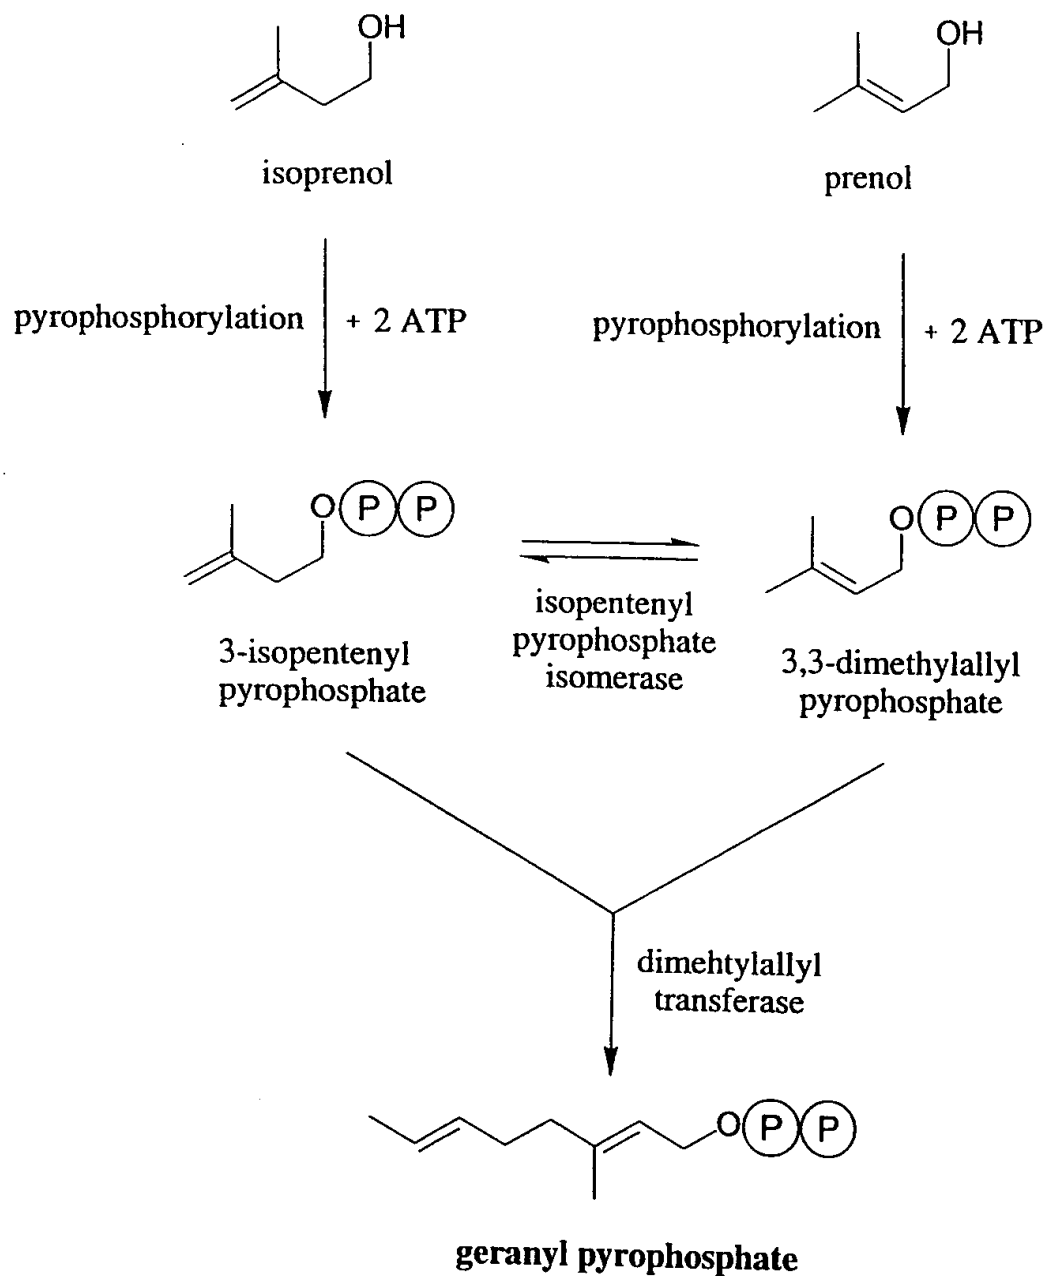 OH
OH
isoprenol
prenol
pyrophosphorylation
+ 2 ATP
pyrophosphorylation
+ 2 ATP
O P P
O P P
isopentenyl
pyrophosphate
isomerase
3-isopentenyl
pyrophosphate
3,3-dimethylallyl
pyrophosphate
dimehtylallyl
transferase
O P P
geranyl pyrophosphate